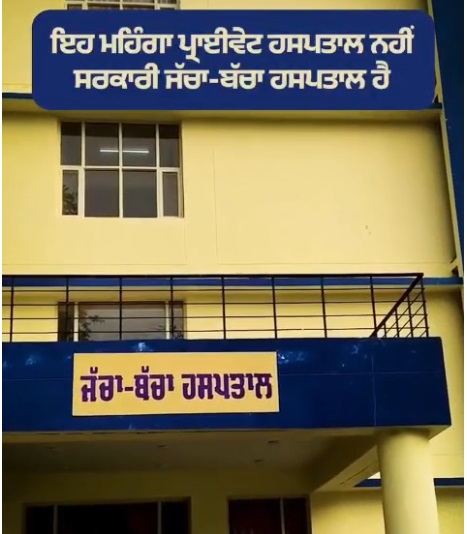 ਇਹ ਮਹਿੰਗਾ ਪ੍ਰਾਈਵੇਟ ਹਸਪਤਾਲ ਨਹੀਂ
ਸਰਕਾਰੀ ਜੱਚਾ-ਬੱਚਾ ਹਸਪਤਾਲ ਹੈ
ਜੱਚਾ-ਬੱਚਾ ਹਸਪਤਾਲ